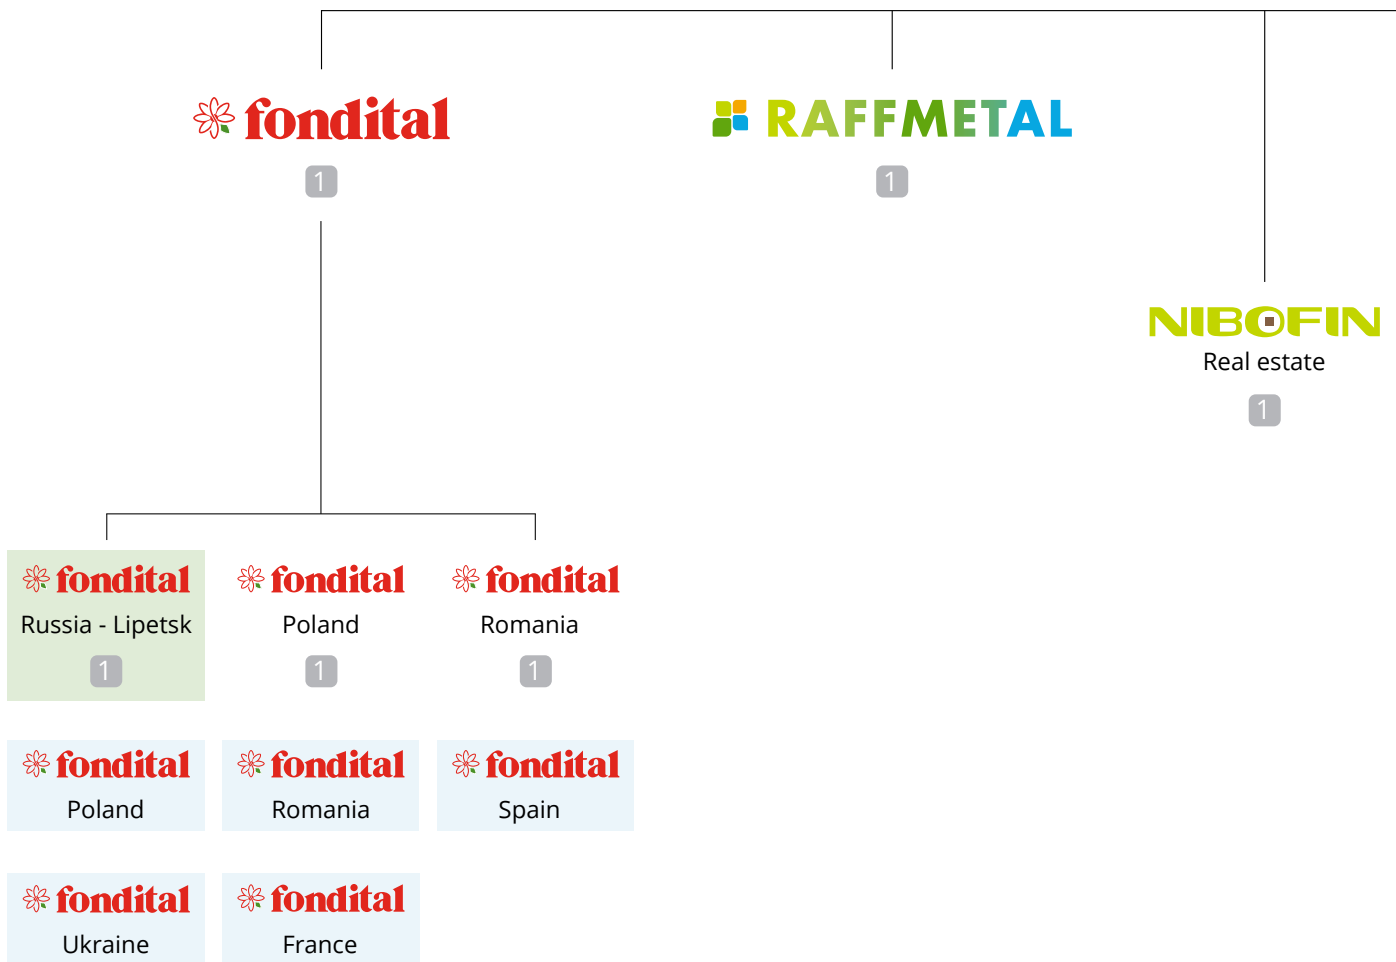 fondital
RAFFMETAL
1
1
NIBOFIN
Real estate
1
fondital
fondital
fondital
Russia - Lipetsk
Poland
Romania
1
1
1
fondital
fondital
fondital
Poland
Romania
Spain
fondital
fondital
Ukraine
France